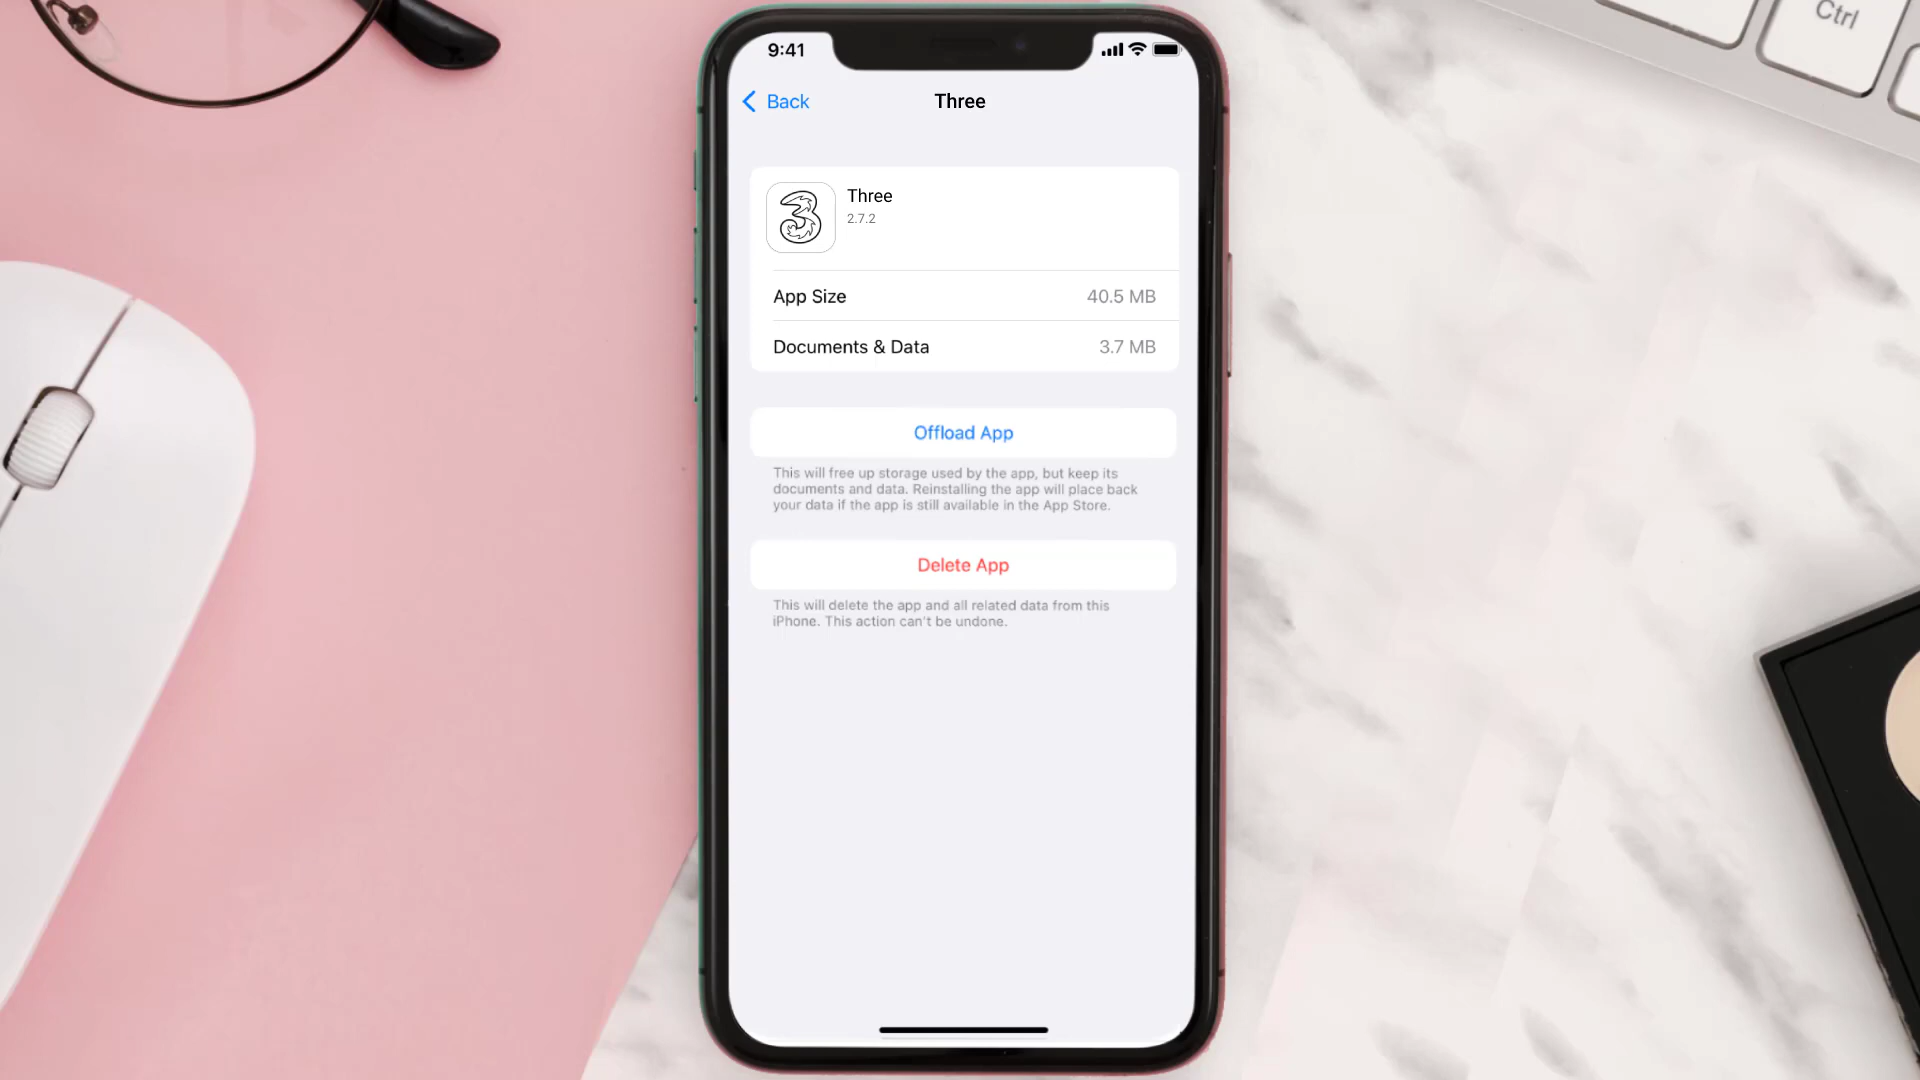 Ctrl
9:41
Back
Three
Three
2.7.2
App Size
40.5 MB
Documents & Data
3.7 MB
Offload App
This will free up storage used by the app, but keep its
documents and data. Reinstalling the app will place back
your data if the app is still available in the App Store.
Delete App
This will delete the app and all related data from this
iPhone. This action can't be undone.